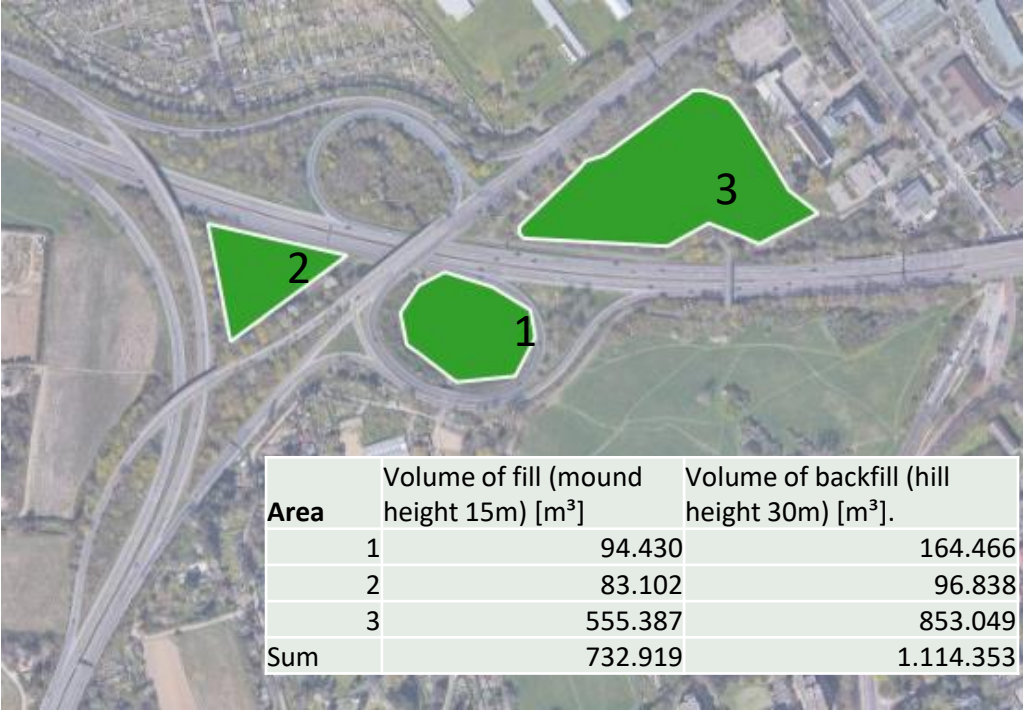 3
2
1
Area Volume of fill (mound height 15m) [m³] Volume of backfill (hill height 30m) [m³].
1 94.430 164.466
2 83.102 96.838
3 555.387 853.049
Sum 732.919 1.114.353